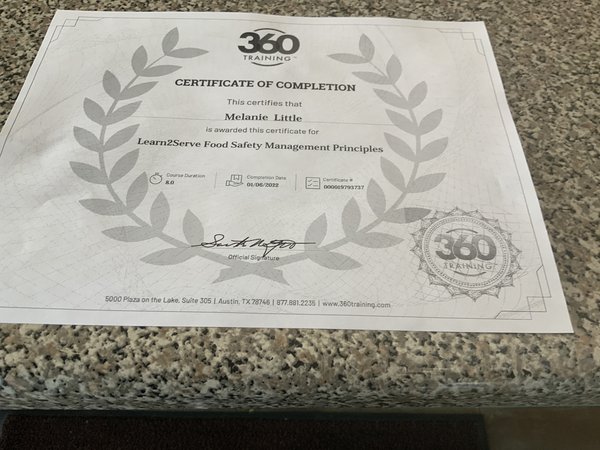 360
TRAINING™
CERTIFICATE OF COMPLETION
This certifies that
Melanie Little
is awarded this certificate for
Learn2Serve Food Safety Management Principles
Course Duration
8.0
Completion Date
01/06/2022
Certificate #
000019793737
Official Signature
360
TRAINING
5000 Plaza on the Lake, Suite 305 | Austin, TX 78746 | 877.881.2235 | www.360training.com